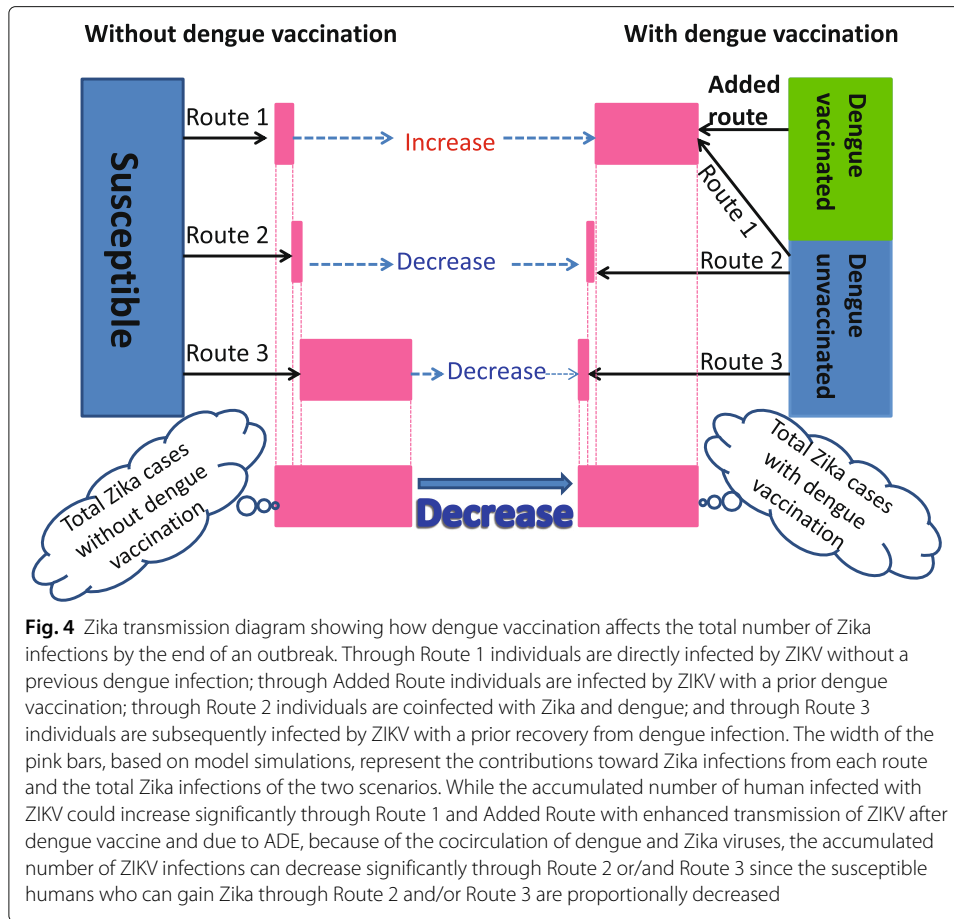 Without dengue vaccination
With dengue vaccination
Susceptible
Route 1
Route 2
Route 3
Increase
Decrease
Decrease
Added
route
Route 1
Route 2
Route 3
Dengue
vaccinated
Dengue
unvaccinated
Total Zika cases
without dengue
vaccination
Decrease
Total Zika cases
with dengue
vaccination
Fig. 4 Zika transmission diagram showing how dengue vaccination affects the total number of Zika
infections by the end of an outbreak. Through Route 1 individuals are directly infected by ZIKV without a
previous dengue infection; through Added Route individuals are infected by ZIKV with a prior dengue
vaccination; through Route 2 individuals are coinfected with Zika and dengue; and through Route 3
individuals are subsequently infected by ZIKV with a prior recovery from dengue infection. The width of the
pink bars, based on model simulations, represent the contributions toward Zika infections from each route
and the total Zika infections of the two scenarios. While the accumulated number of human infected with
ZIKV could increase significantly through Route 1 and Added Route with enhanced transmission of ZIKV after
dengue vaccine and due to ADE, because of the cocirculation of dengue and Zika viruses, the accumulated
number of ZIKV infections can decrease significantly through Route 2 or/and Route 3 since the susceptible
humans who can gain Zika through Route 2 and/or Route 3 are proportionally decreased